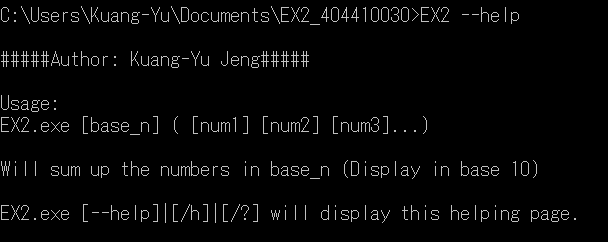 C:\Users\Kuang-Yu\Documents\EX2_404410030>EX2 --help
#####Author: Kuang-Yu Jeng#####
Usage:
EX2.exe [base_n] ( [num1] [num2] [num3]...)
Will sum up the numbers in base_n (Display in base 10)
EX2.exe [--help]|[/h]|[/?] will display this helping page.